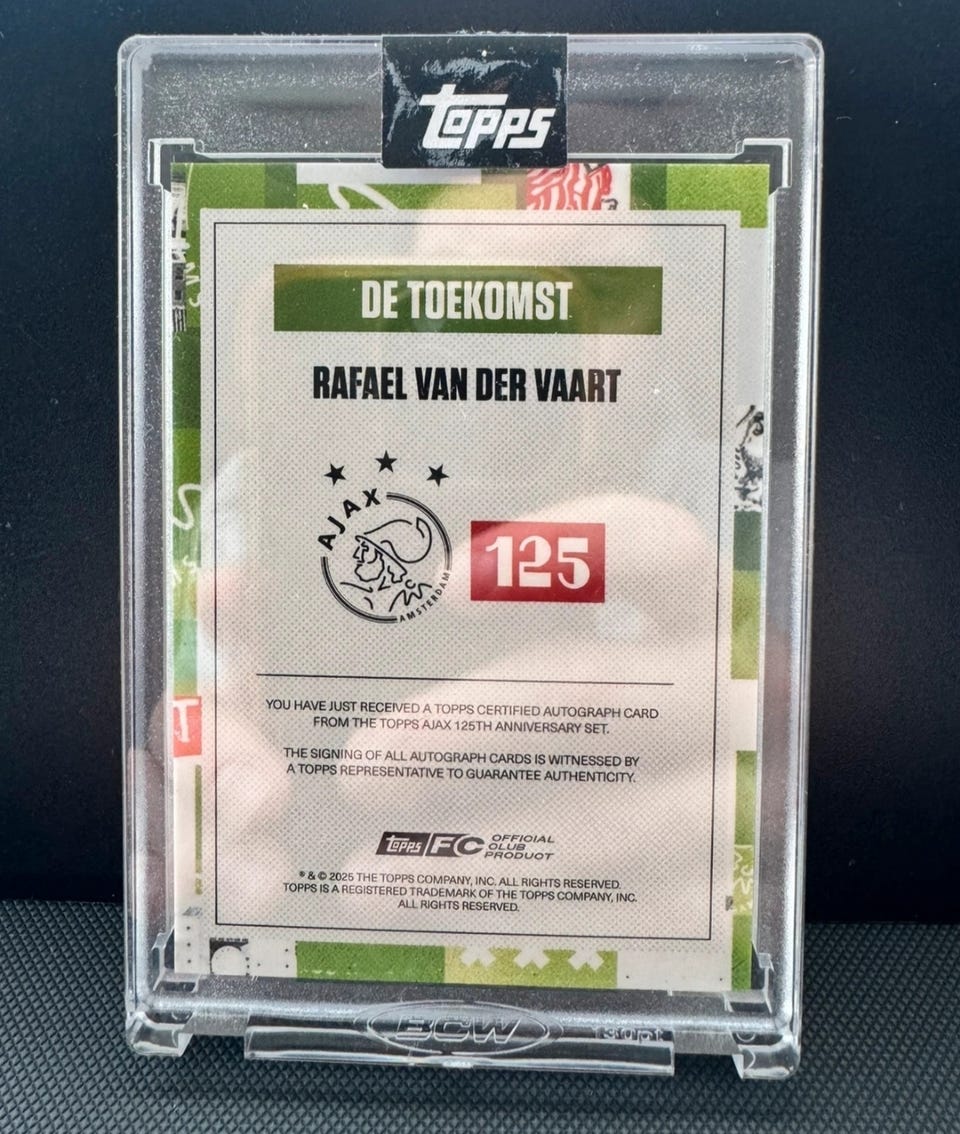 topps
DE TOEKOMST
RAFAEL VAN DER VAART
AJAX
AMSTERDAM
125
YOU HAVE JUST RECEIVED A TOPPS CERTIFIED AUTOGRAPH CARD
FROM THE TOPPS AJAX 125TH ANNIVERSARY SET.
THE SIGNING OF ALL AUTOGRAPH CARDS IS WITNESSED BY
A TOPPS REPRESENTATIVE TO GUARANTEE AUTHENTICITY.
topps FC OFFICIAL
CLUB
PRODUCT
® & © 2025 THE TOPPS COMPANY, INC. ALL RIGHTS RESERVED.
TOPPS IS A REGISTERED TRADEMARK OF THE TOPPS COMPANY, INC.
ALL RIGHTS RESERVED.
BCW